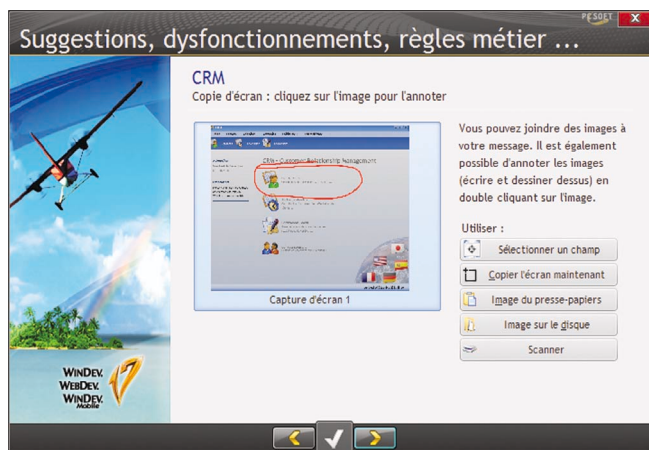 PC SOFT
X
Suggestions, dysfonctionnements, règles métier ...
CRM
Copie d'écran : cliquez sur l'image pour l'annoter
CRM - Customer Relationship Management
Capture d'écran 1
Vous pouvez joindre des images à
votre message. Il est également
possible d'annoter les images
(écrire et dessiner dessus) en
double cliquant sur l'image.
Utiliser :
Sélectionner un champ
Copier l'écran maintenant
Image du presse-papiers
Image sur le disque
Scanner
WINDEV.
WEBDEV.
WINDEV.
Mobile
17